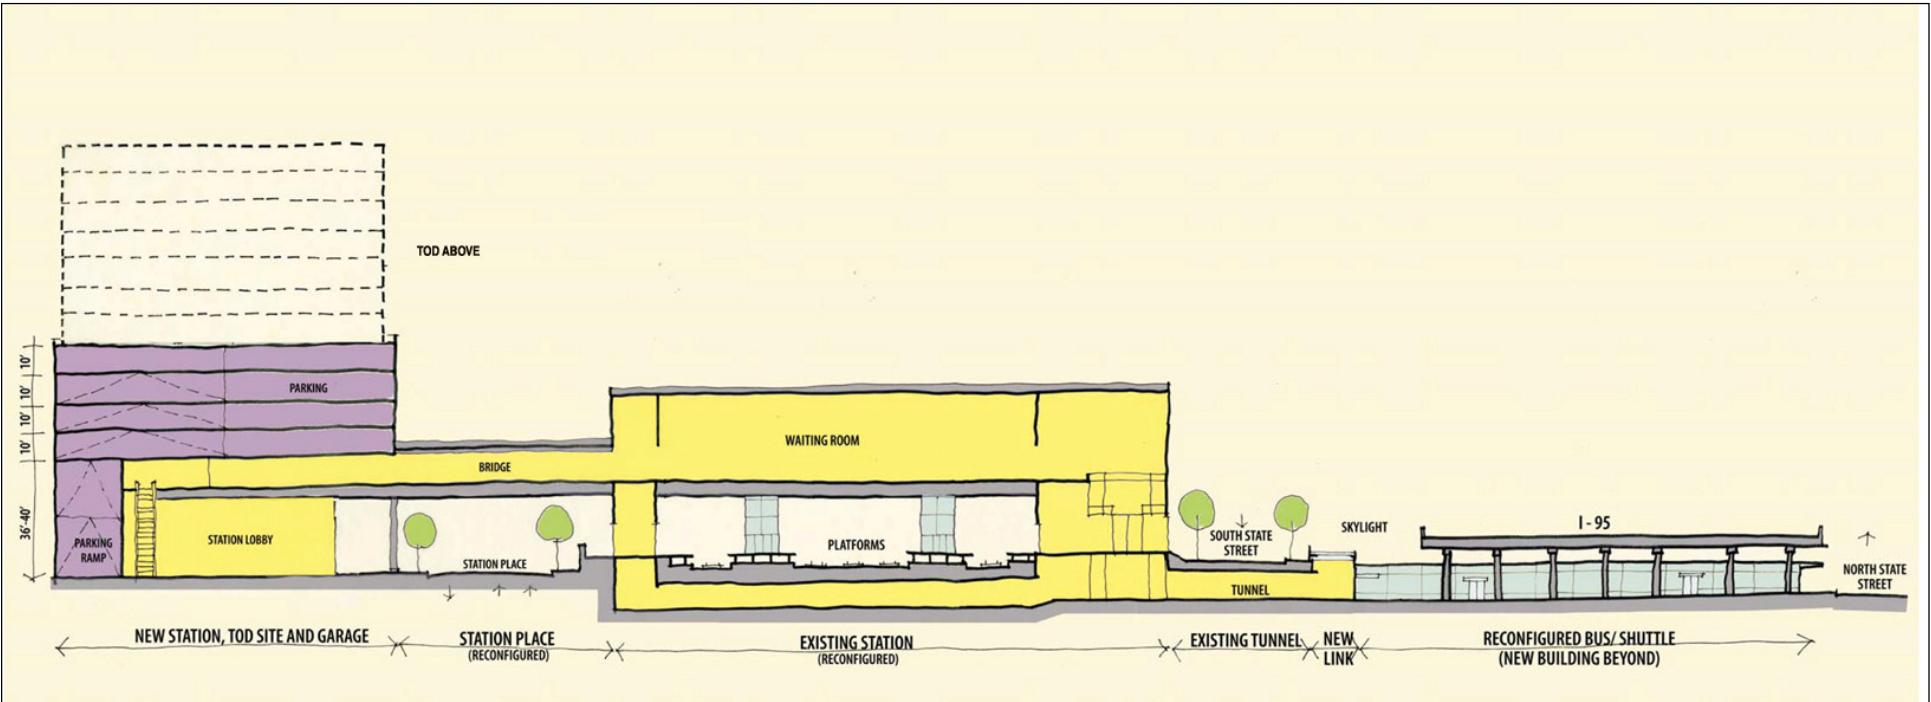 TOD ABOVE
10'
10'
10'
10'
36'-40'
PARKING
PARKING
RAMP
STATION LOBBY
BRIDGE
STATION PLACE
WAITING ROOM
PLATFORMS
SOUTH STATE
STREET
SKYLIGHT
TUNNEL
I - 95
NORTH STATE
STREET
NEW STATION, TOD SITE AND GARAGE
STATION PLACE
(RECONFIGURED)
EXISTING STATION
(RECONFIGURED)
EXISTING TUNNEL
NEW
LINK
RECONFIGURED BUS/ SHUTTLE
(NEW BUILDING BEYOND)